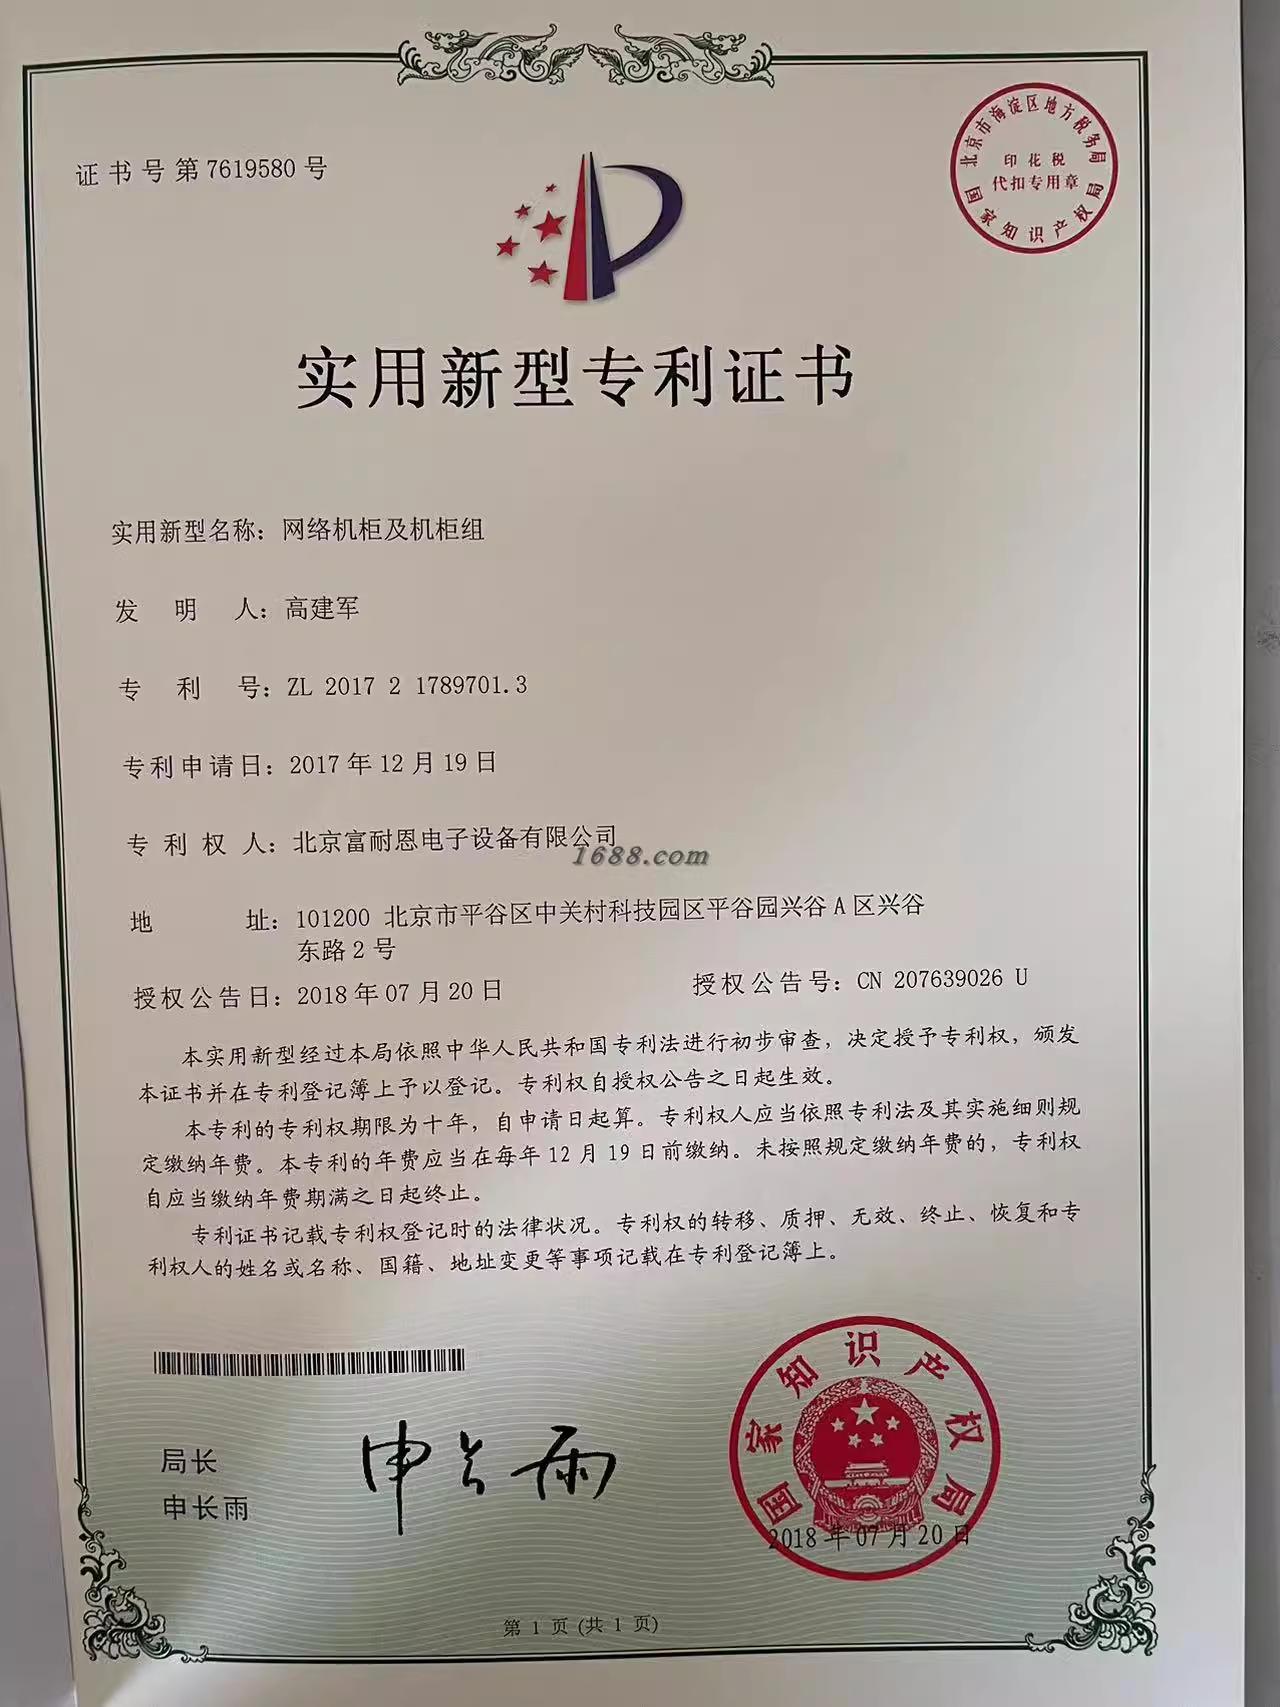 证书号第7619580号
北京市海淀区地方税务局
印花税
代扣专用章
国家知识产权局
实用新型专利证书
实用新型名称：网络机柜及机柜组
发明人：高建军
专利号：ZL 2017 2 1789701.3
专利申请日：2017年12月19日
专利权人：北京富耐恩电子设备有限公司
1688.com
地址：101200 北京市平谷区中关村科技园区平谷园兴谷A区兴谷
东路2号
授权公告日：2018年07月20日 授权公告号：CN 207639026 U
本实用新型经过本局依照中华人民共和国专利法进行初步审查，决定授予专利权，颁发
本证书并在专利登记簿上予以登记。专利权自授权公告之日起生效。
本专利的专利权期限为十年，自申请日起算。专利权人应当依照专利法及其实施细则规
定缴纳年费。本专利的年费应当在每年12月19日前缴纳。未按照规定缴纳年费的，专利权
自应当缴纳年费期满之日起终止。
专利证书记载专利权登记时的法律状况。专利权的转移、质押、无效、终止、恢复和专
利权人的姓名或名称、国籍、地址变更等事项记载在专利登记簿上。
局长
申长雨
申长雨
国家知识产权局
2018年07月20日
第1页(共1页)